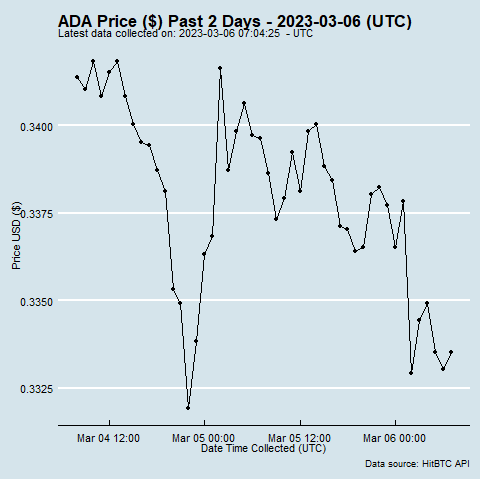 ADA Price ($) Past 2 Days - 2023-03-06 (UTC)
Latest data collected on: 2023-03-06 07:04:25 - UTC
Price USD ($)
0.3400
0.3375
0.3350
0.3325
Mar 04 12:00
Mar 05 00:00
Mar 05 12:00
Mar 06 00:00
Date Time Collected (UTC)
Data source: HitBTC API